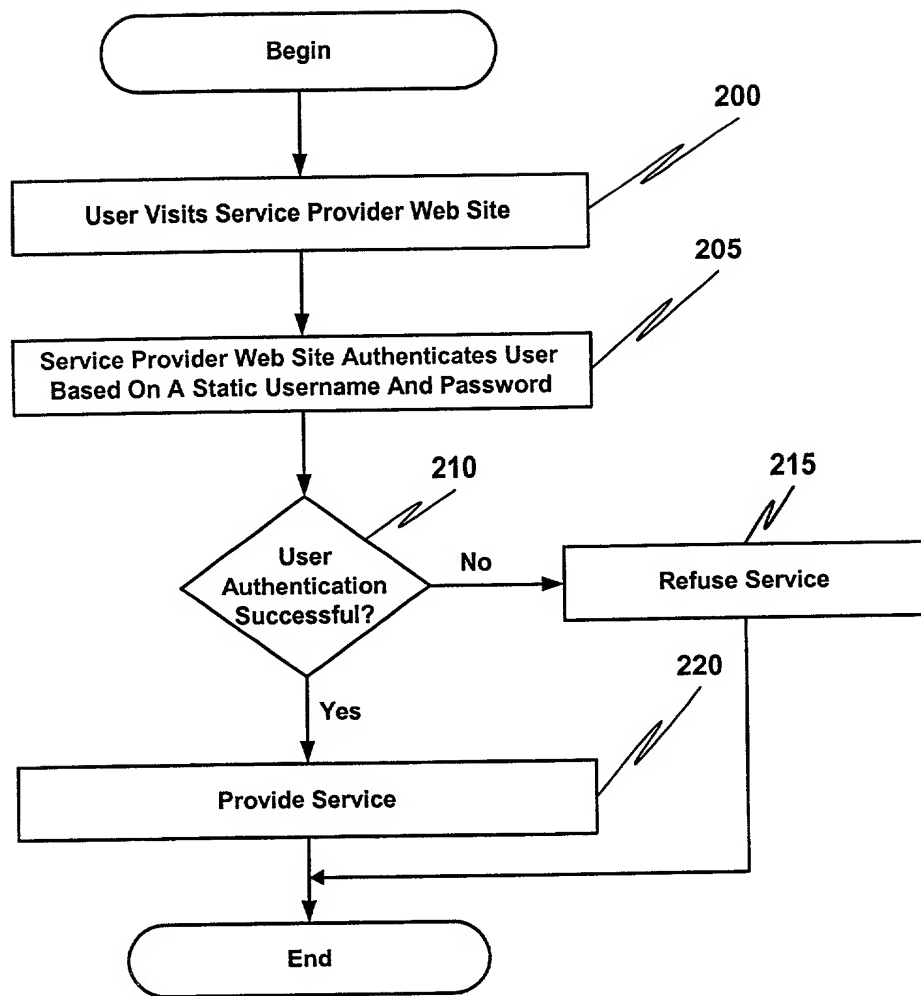 Begin
200
User Visits Service Provider Web Site
205
Service Provider Web Site Authenticates User
Based On A Static Username And Password
210
215
User
Authentication
Successful?
No
Refuse Service
220
Yes
Provide Service
End